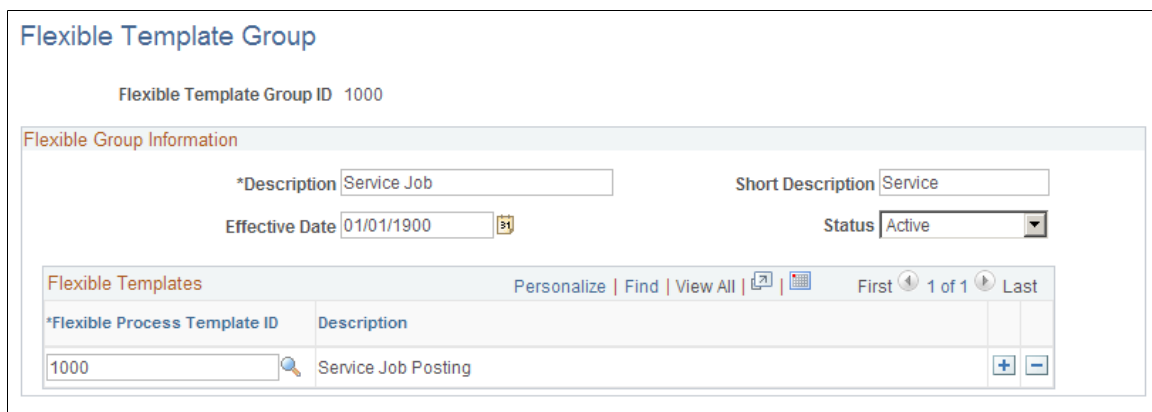 Flexible Template Group
Flexible Template Group ID 1000
Flexible Group Information
*Description Service Job Short Description Service
Effective Date 01/01/1900 31 Status Active
Flexible Templates Personalize | Find | View All | | First 1 of 1 Last
*Flexible Process Template ID Description
1000 Service Job Posting